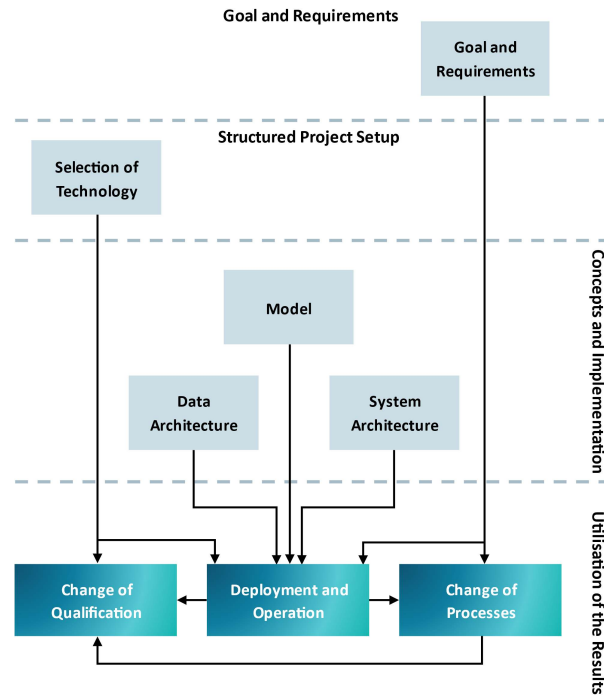 Goal and Requirements
Goal and
Requirements
Structured Project Setup
Selection of
Technology
Concepts and Implementation
Model
Data
Architecture
System
Architecture
Utilisation of the Results
Change of
Qualification
Deployment and
Operation
Change of
Processes